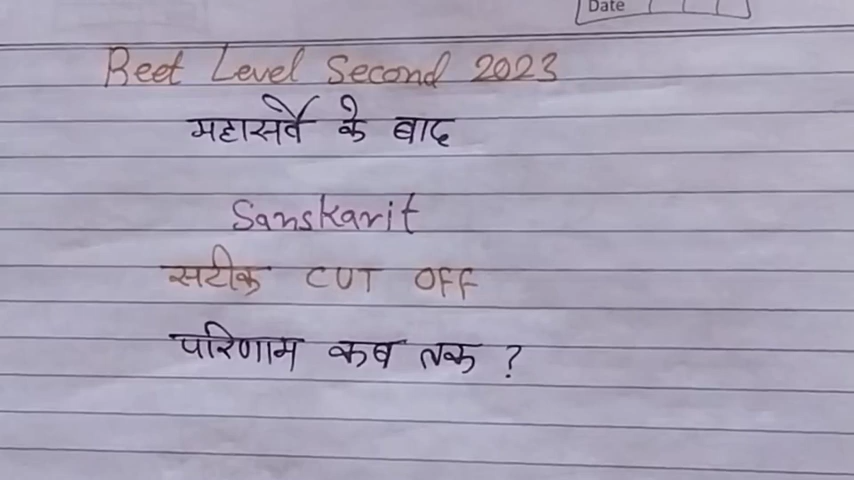 Date
Reet Level Second 2023
महासर्वे के बाद
Sanskarit
सटीक CUT OFF
परिणाम कब तक ?